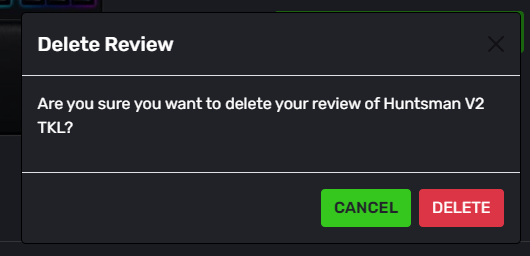 Delete Review
Are you sure you want to delete your review of Huntsman V2
TKL?
CANCEL
DELETE